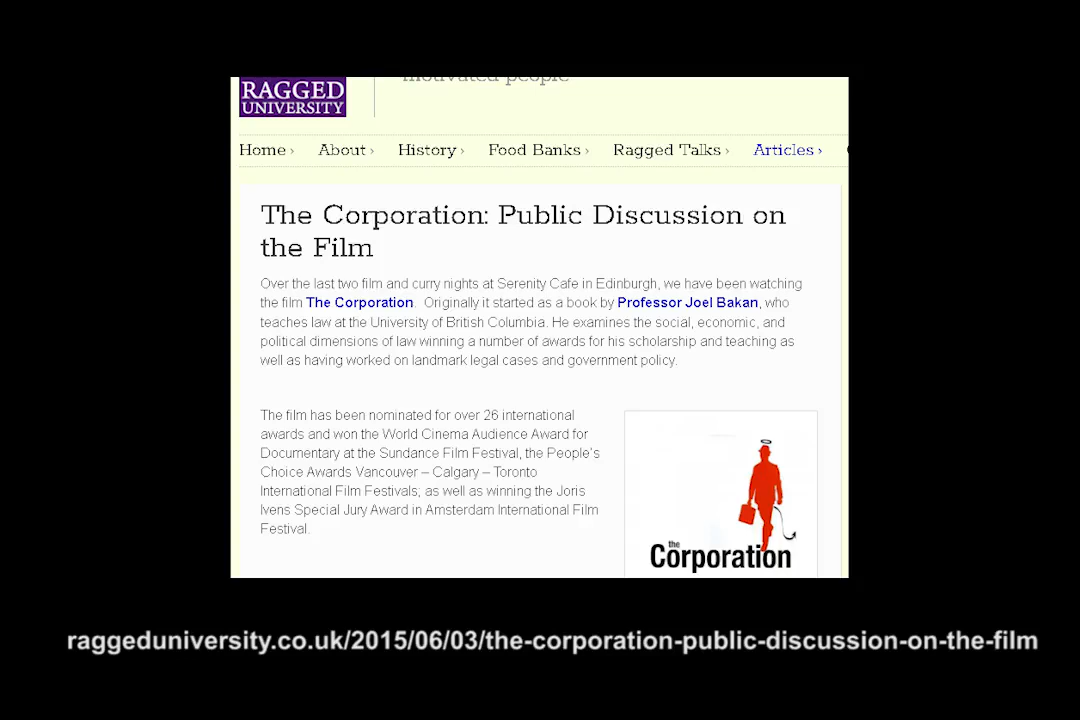 motivated people
RAGGED
UNIVERSITY
Home › About › History › Food Banks › Ragged Talks › Articles ›
The Corporation: Public Discussion on
the Film
Over the last two film and curry nights at Serenity Cafe in Edinburgh, we have been watching
the film The Corporation. Originally it started as a book by Professor Joel Bakan, who
teaches law at the University of British Columbia. He examines the social, economic, and
political dimensions of law winning a number of awards for his scholarship and teaching as
well as having worked on landmark legal cases and government policy.
The film has been nominated for over 26 international
awards and won the World Cinema Audience Award for
Documentary at the Sundance Film Festival, the People's
Choice Awards Vancouver – Calgary – Toronto
International Film Festivals; as well as winning the Joris
Ivens Special Jury Award in Amsterdam International Film
Festival.
the
Corporation
raggeduniversity.co.uk/2015/06/03/the-corporation-public-discussion-on-the-film